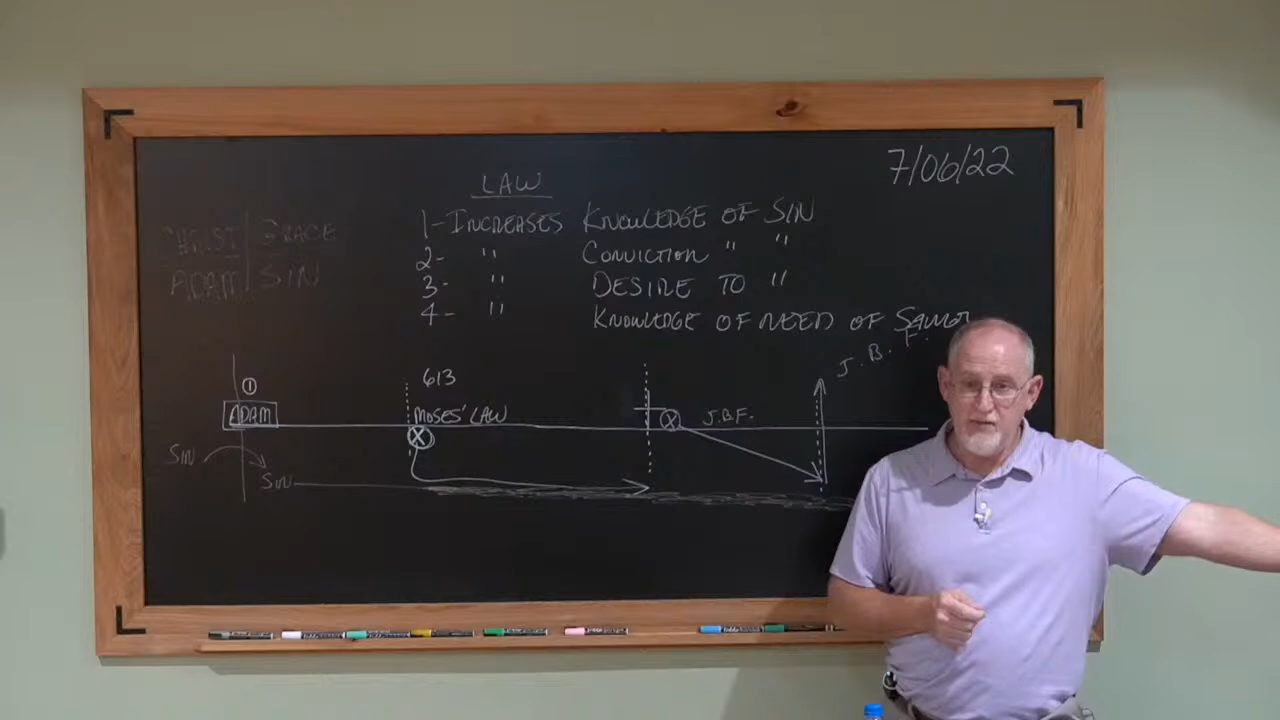 7/06/22
LAW
1- INCREASES KNOWLEDGE OF SIN
2- " CONVICTION " "
3- " DESIRE TO "
4- " KNOWLEDGE OF NEED OF SAVIOR
CHRIST GRACE
ADAM SIN
J. B. F.
1
613
ADAM
MOSES' LAW
X
X
J.B.F.
SIN
SIN